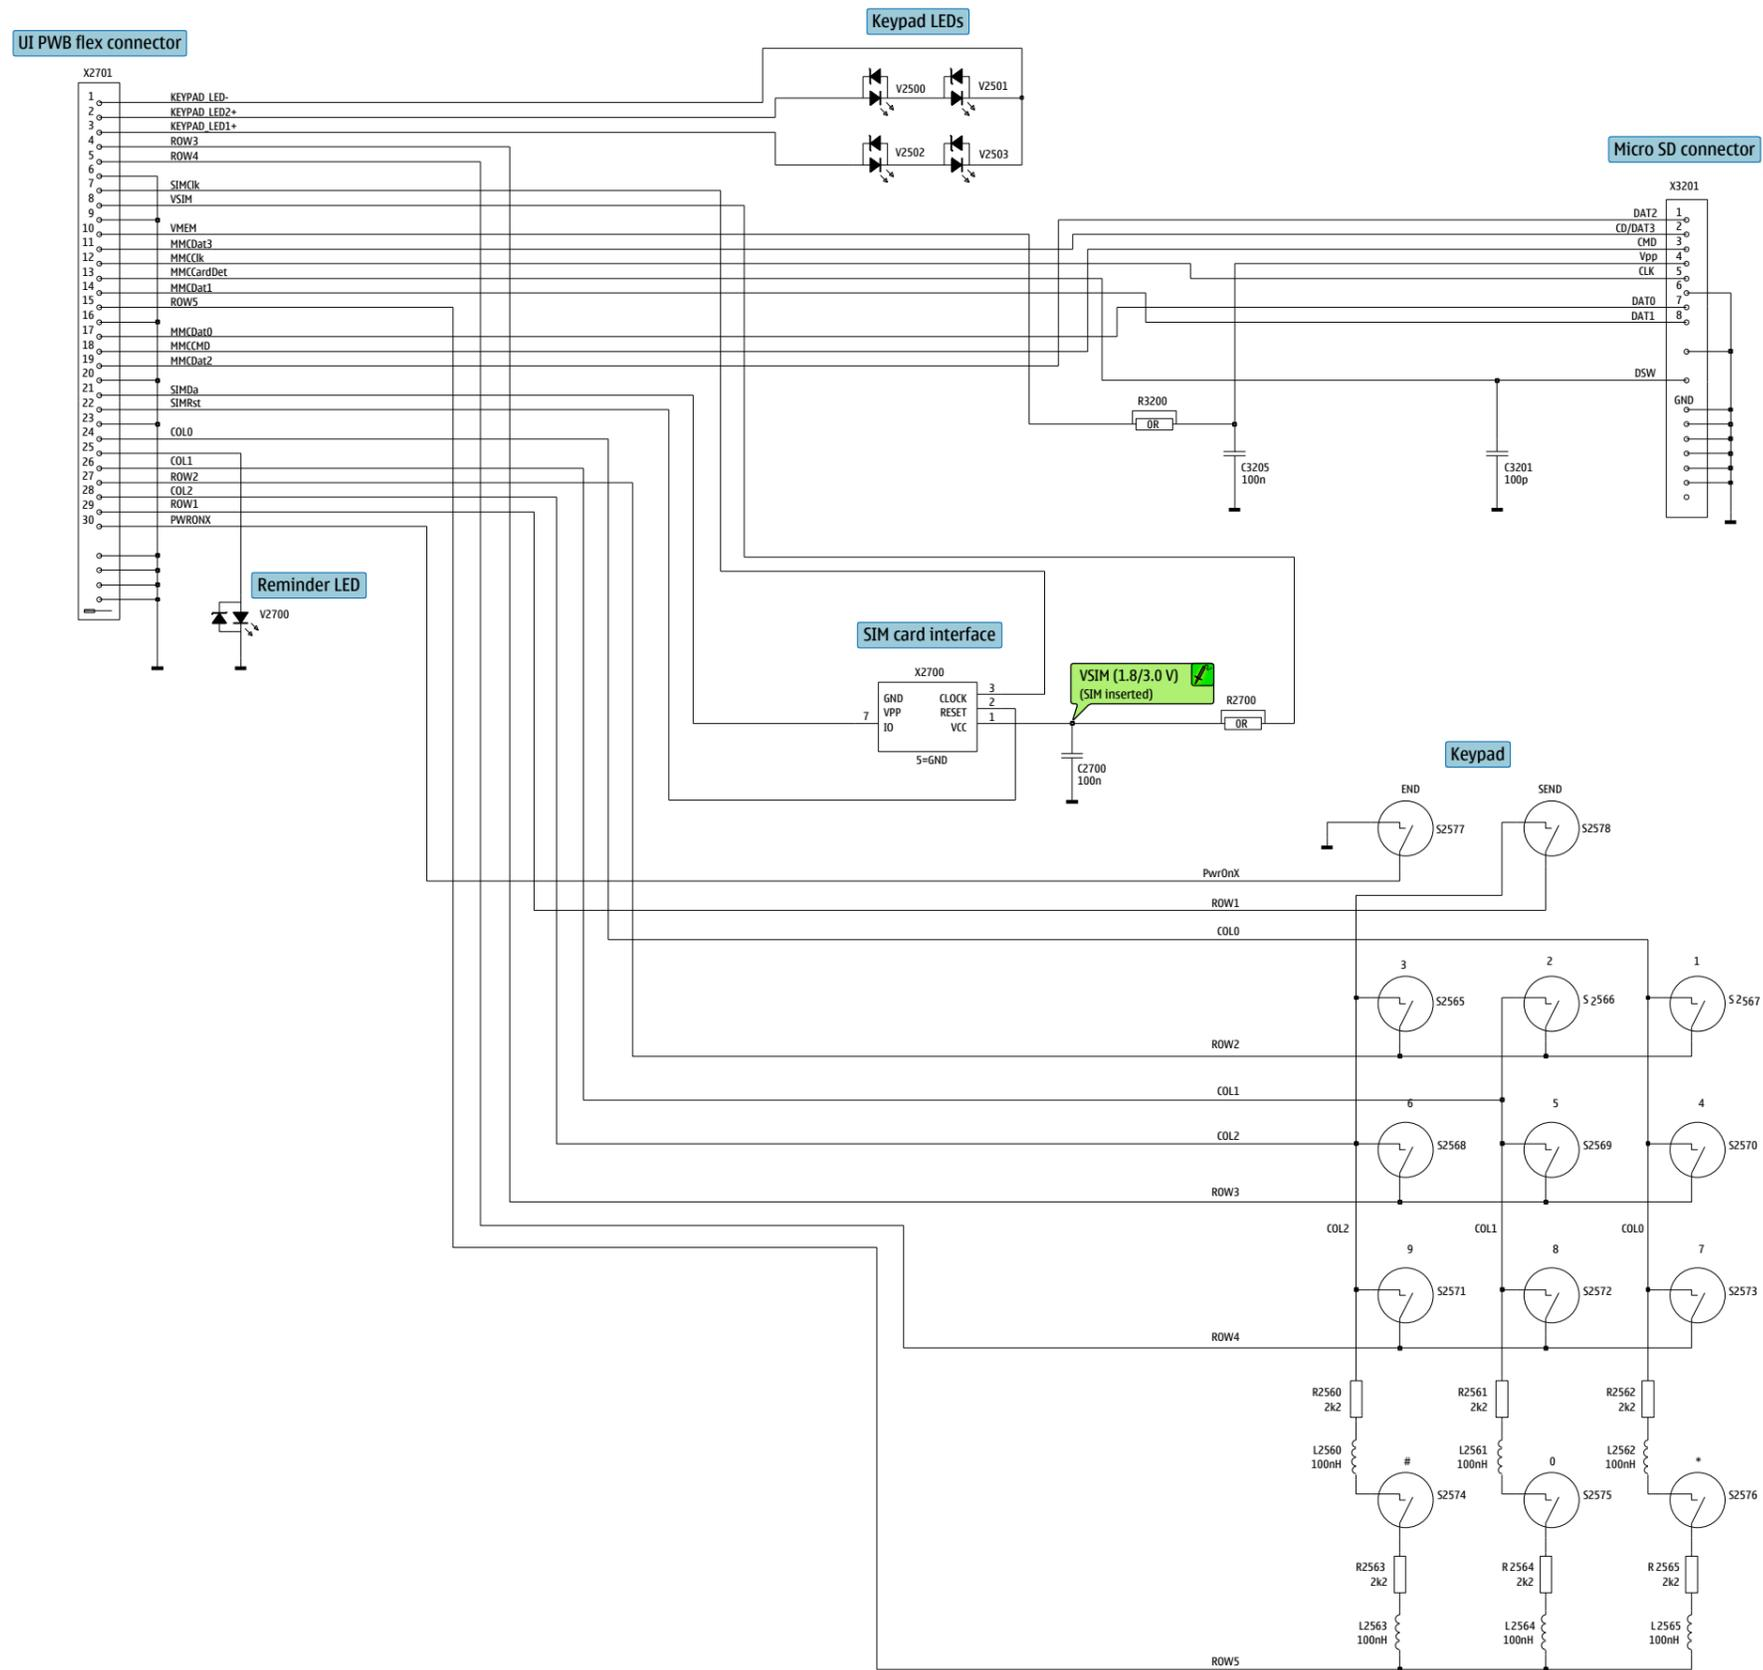 Keypad LEDs
UI PWB flex connector
X2701
1
2
3
4
5
6
7
8
9
10
11
12
13
14
15
16
17
18
19
20
21
22
23
24
25
26
27
28
29
30
KEYPAD_LED-
KEYPAD_LED2+
KEYPAD_LED1+
ROW3
ROW4
SIMClk
VSIM
VMEM
MMCDat3
MMCClk
MMCCardDet
MMCDat1
ROW5
MMCDat0
MMCCMD
MMCDat2
SIMDa
SIMRst
COL0
COL1
ROW2
COL2
ROW1
PWRONX
V2500
V2501
V2502
V2503
Micro SD connector
X3201
DAT2 1
CD/DAT3 2
CMD 3
Vpp 4
CLK 5
6
DAT0 7
DAT1 8
DSW
GND
R3200
0R
C3205
100n
C3201
100p
Reminder LED
V2700
SIM card interface
X2700
GND CLOCK 3
VPP RESET 2
7 IO VCC 1
5=GND
VSIM (1.8/3.0 V)
(SIM inserted)
R2700
0R
C2700
100n
Keypad
END SEND
S2577 S2578
PwrOnX
ROW1
COL0
3 2 1
S2565 S2566 S2567
ROW2
COL1
6 5 4
COL2
S2568 S2569 S2570
ROW3
COL2 COL1 COL0
9 8 7
S2571 S2572 S2573
ROW4
R2560 R2561 R2562
2k2 2k2 2k2
L2560 L2561 L2562
100nH 100nH 100nH
# 0 *
S2574 S2575 S2576
R2563 R2564 R2565
2k2 2k2 2k2
L2563 L2564 L2565
100nH 100nH 100nH
ROW5